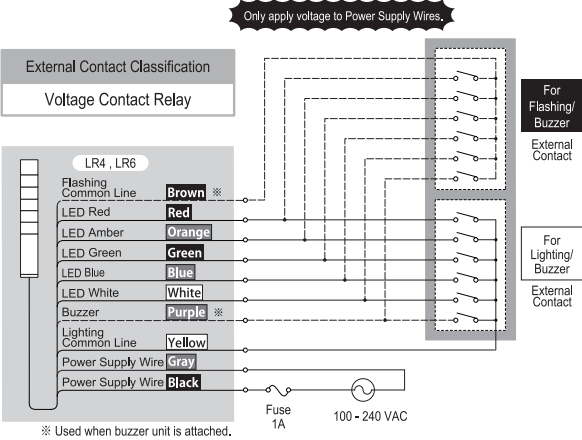 Only apply voltage to Power Supply Wires.
External Contact Classification
Voltage Contact Relay
For
Flashing/
Buzzer
External
Contact
LR4 , LR6
Flashing
Common Line Brown ※
LED Red Red
LED Amber Orange
LED Green Green
LED Blue Blue
LED White White
Buzzer Purple ※
Lighting
Common Line Yellow
Power Supply Wire Gray
Power Supply Wire Black
For
Lighting/
Buzzer
External
Contact
Fuse
1A
100 - 240 VAC
※ Used when buzzer unit is attached.